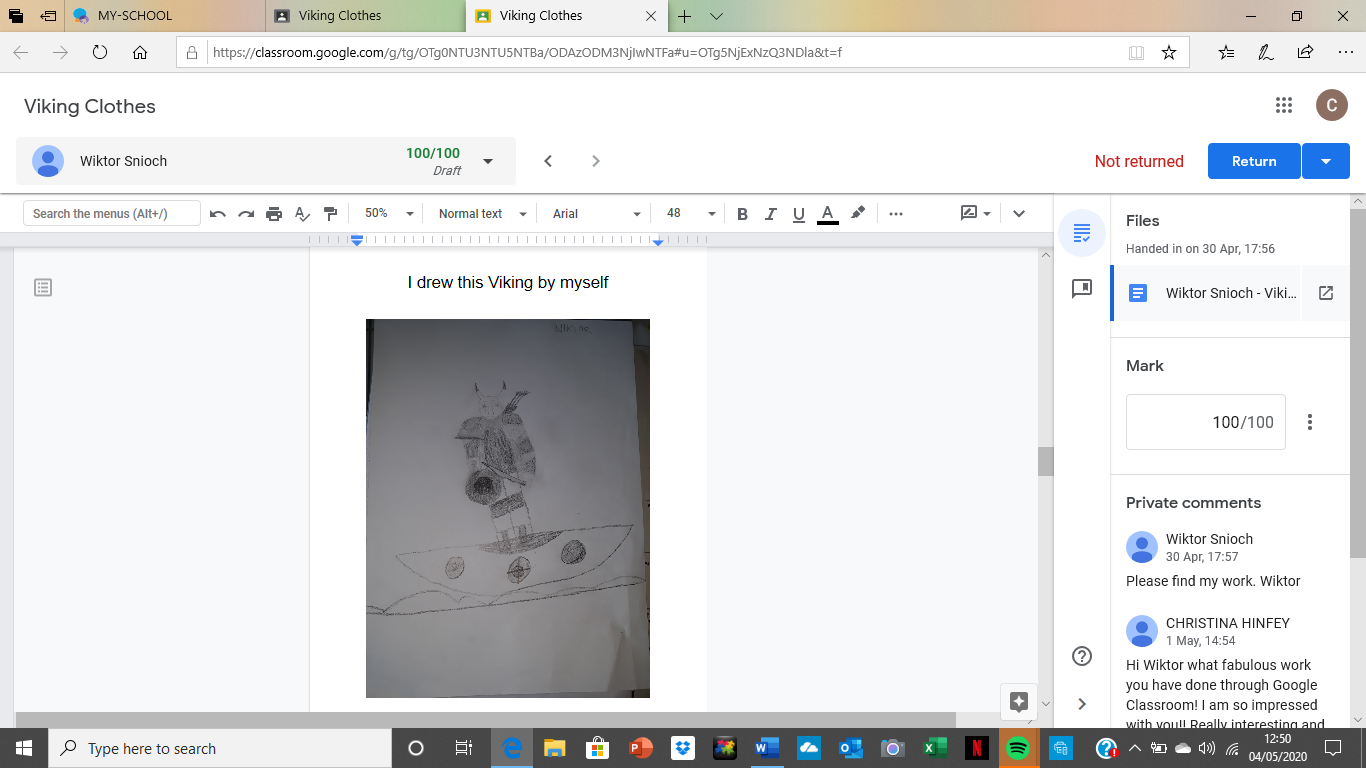 MY-SCHOOL
Viking Clothes
Viking Clothes
https://classroom.google.com/g/tg/OTg0NTU3NTU5NTBa/ODAzODM3NjIwNTFa#u=OTg5NjExNzQ3NDla&t=f
Viking Clothes
C
Wiktor Snioch
100/100
Draft
Not returned
Return
Search the menus (Alt+/)
50%
Normal text
Arial
48
B I U A
Files
Handed in on 30 Apr, 17:56
Wiktor Snioch - Viki...
I drew this Viking by myself
Mark
100/100
Private comments
Wiktor Snioch
30 Apr, 17:57
Please find my work. Wiktor
CHRISTINA HINFEY
1 May, 14:54
Hi Wiktor what fabulous work
you have done through Google
Classroom! I am so impressed
with you!! Really interesting and
Type here to search
12:50
04/05/2020